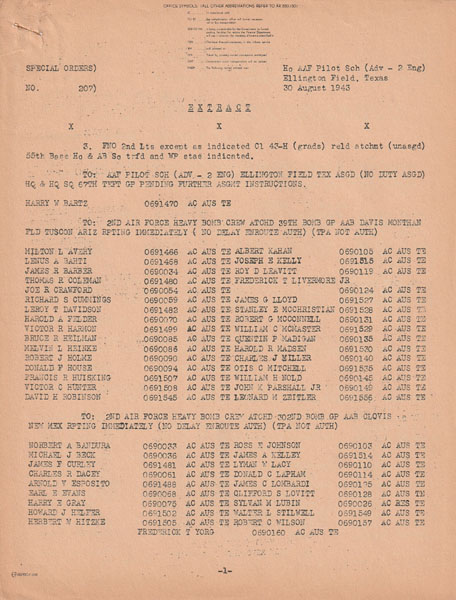 SPECIAL ORDERS)
Hq AAF Pilot Sch (Adv - 2 Eng)
Ellington Field, Texas
NO. 207)
30 August 1943
E X T R A C T
X X X
3. FNO 2nd Lts except as indicated Cl 43-H (grads) reld atchmt (unasgd)
55th Bsec Hq & AB Sq trfd and WP stas indicated.
TO: AAF PILOT SCH (ADV - 2 ENG) ELLINGTON FIELD TEX ASGD (NO DUTY ASGD)
HQ & HQ SQ 67TH TEFT GP PENDING FURTHER ASGMT INSTRUCTIONS.
HARRY W BARTZ 0691470 AC AUS TE
TO: 2ND AIR FORCE HEAVY BOMB CREW ATCHD 39TH BOMB GP AAB DAVIS MONTHAN
FLD TUSCON ARIZ RPTING IMMEDIATELY ( NO DELAY ENROUTE AUTH) (TPA NOT AUTH)
MILTON L AVERY 0691466 AC AUS TE ALBERT KAHAN 0690105 AC AUS TE
LENUS A BAHTI 0691468 AC AUS TE JOSEPH E KELLY 0691515 AC AUS TE
JAMES R BARBER 0690034 AC AUS TE ROY D LEAVITT 0690119 AC AUS TE
THOMAS R COLEMAN 0691480 AC AUS TE FREDERICK T LIVERMORE JR
JOE B CRAWFORD 0690054 AC AUS TE 0690124 AC AUS TE
RICHARD S CUMMINGS 0690059 AC AUS TE JAMES G LLOYD 0691527 AC AUS TE
LEROY T DAVIDSON 0691482 AC AUS TE STANLEY E MCCHRISTIAN 0691528 AC AUS TE
HAROLD A FULDER 0690070 AC AUS TE ROBERT G MCCONNELL 0690131 AC AUS TE
VICTOR R HARMON 0691499 AC AUS TE WILLIAM C MCMASTER 0691529 AC AUS TE
BRUCE R HEILMAN 0690085 AC AUS TE QUENTIN P MADIGAN 0690135 AC AUS TE
MELVIN L HEINKE 0690086 AC AUS TE HAROLD R MADSEN 0691530 AC AUS TE
ROBERT J HOLME 0690090 AC AUS TE CHARLES J MILLER 0690140 AC AUS TE
DONALD F HOUSE 0690094 AC AUS TE OTIS C MITCHELL 0691535 AC AUS TE
FRANCIS R HUISKING 0691507 AC AUS TE WILLIAM H NOLD 0690146 AC AUS TE
VICTOR C HUNTER 0691508 AC AUS TE JOHN K PARSHALL JR 0690149 AC AUS TE
DAVID H ROBINSON 0691545 AC AUS TE LEONARD M ZEITLER 0691556 AC AUS TE
TO: 2ND AIR FORCE HEAVY BOMB CREW ATCHD 302ND BOMB GP AAB CLOVIS
NEW MEX RPTING IMMEDIATELY (NO DELAY ENROUTE AUTH) (TPA NOT AUTH)
NORBERT A BANDURA 0690033 AC AUS TE ROSS E JOHNSON 0690103 AC AUS TE
MICHAEL J BECK 0690036 AC AUS TE JAMES A KELLEY 0691514 AC AUS TE
JAMES F CURLEY 0691481 AC AUS TE LYMAN W LACY 0690110 AC AUS TE
CHARLES R DACEY 0690061 AC AUS TE DONALD C LAPHAM 0690114 AC AUS TE
ARNOLD W ESPOSITO 0691488 AC AUS TE JAMES C LOMBARDI AC AUS TE
EARL E EVANS 0690068 AC AUS TE CLIFFORD S LOVITT 0690128 AC AUS TE
HARRY E GRAY 0690075 AC AUS TE SYLVAN M LUBIN AC RES TE
HOWARD J HELFER 0691502 AC AUS TE WALTER L STILWELL 0691549 AC AUS TE
HERBERT W HITZKE 0691505 AC AUS TE ROBERT C WILSON 0690157 AC AUS TE
FREDERICK T YORG 0690160 AC AUS TE
-1-